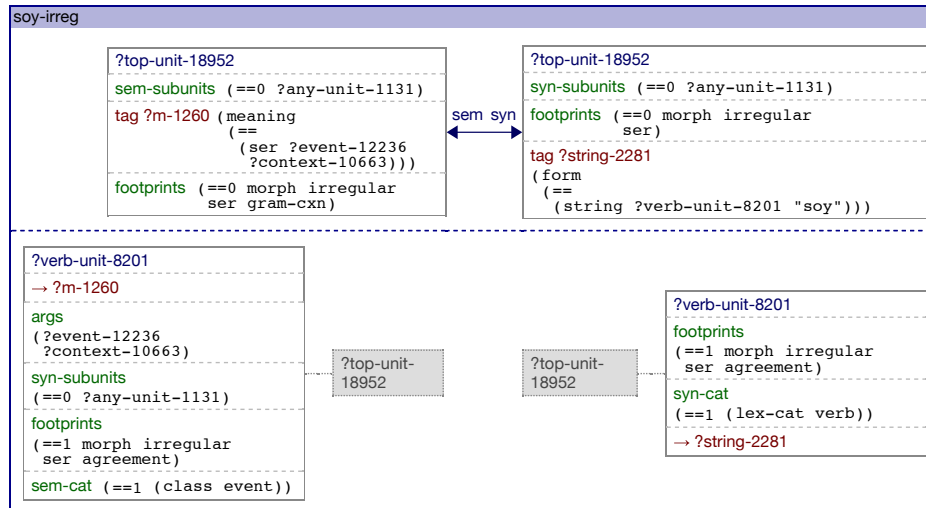 soy-irreg
?top-unit-18952
sem-subunits (==0 ?any-unit-1131)
tag ?m-1260 (meaning
(==
(ser ?event-12236
?context-10663)))
footprints (==0 morph irregular
ser gram-cxn)
sem syn
?top-unit-18952
syn-subunits (==0 ?any-unit-1131)
footprints (==0 morph irregular
ser)
tag ?string-2281
(form
(==
(string ?verb-unit-8201 "soy")))
?verb-unit-8201
→ ?m-1260
args
(?event-12236
?context-10663)
syn-subunits
(==0 ?any-unit-1131)
footprints
(==1 morph irregular
ser agreement)
sem-cat (==1 (class event))
?top-unit-
18952
?top-unit-
18952
?verb-unit-8201
footprints
(==1 morph irregular
ser agreement)
syn-cat
(==1 (lex-cat verb))
→ ?string-2281